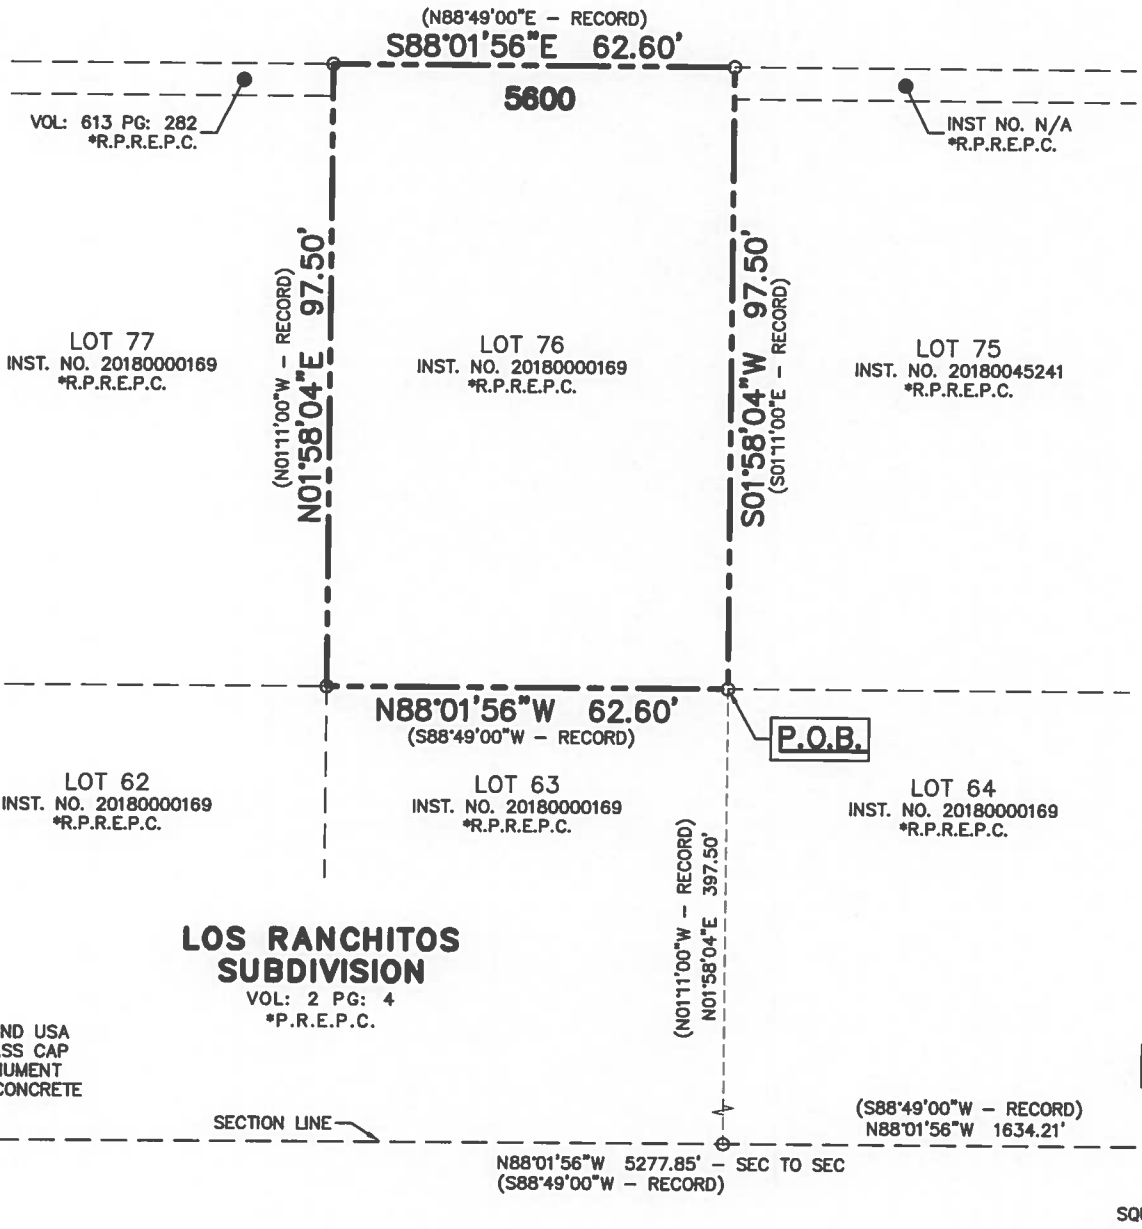 (N88°49'00"E – RECORD)
S88°01'56"E 62.60'
5600
VOL: 613 PG: 282
*R.P.R.E.P.C.
INST NO. N/A
*R.P.R.E.P.C.
(N01°11'00"W – RECORD)
N01°58'04"E 97.50'
S01°58'04"W 97.50'
(S01°11'00"E – RECORD)
LOT 77
INST. NO. 20180000169
*R.P.R.E.P.C.
LOT 76
INST. NO. 20180000169
*R.P.R.E.P.C.
LOT 75
INST. NO. 20180045241
*R.P.R.E.P.C.
N88°01'56"W 62.60'
(S88°49'00"W – RECORD)
P.O.B.
LOT 62
INST. NO. 20180000169
*R.P.R.E.P.C.
LOT 63
INST. NO. 20180000169
*R.P.R.E.P.C.
LOT 64
INST. NO. 20180000169
*R.P.R.E.P.C.
(N01°11'00"W – RECORD)
N01°58'04"E 397.50'
LOS RANCHITOS
SUBDIVISION
VOL: 2 PG: 4
*P.R.E.P.C.
ND USA
SS CAP
UMENT
CONCRETE
SECTION LINE
(S88°49'00"W – RECORD)
N88°01'56"W 1634.21'
N88°01'56"W 5277.85' – SEC TO SEC
(S88°49'00"W – RECORD)